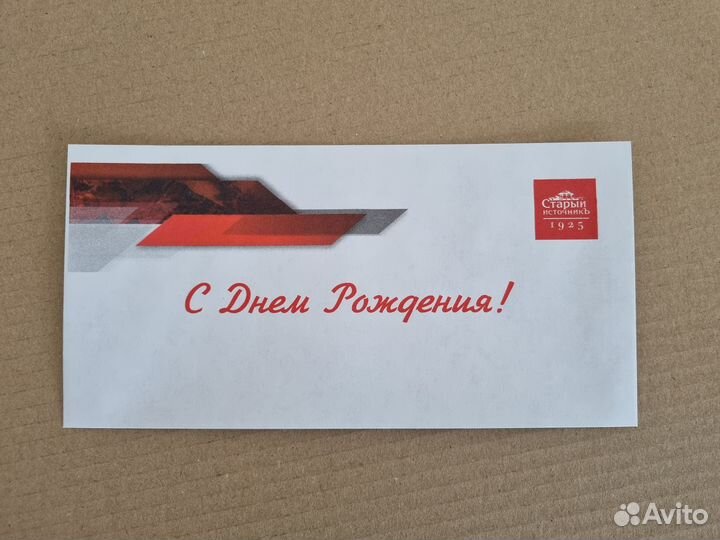 Старый
источникЪ
1925
С Днем Рождения!
Avito